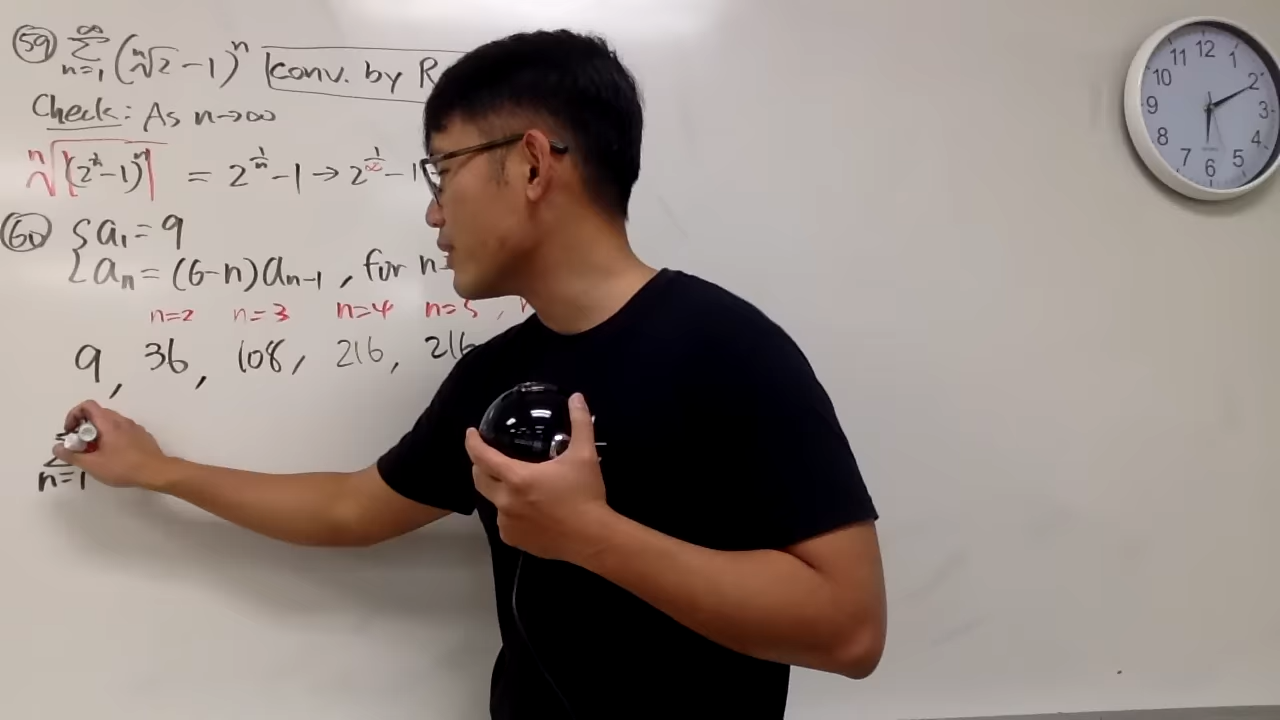 59 ∞ Σ n=1 (ⁿ√2 - 1)ⁿ conv. by R
Check: As n→∞
ⁿ√|(2^(1/n) - 1)ⁿ| = 2^(1/n) - 1 → 2^(1/∞) - 1
60 { a₁ = 9
aₙ = (6-n)aₙ₋₁ , for n
n=2 n=3 n=4 n=5 ,
9 , 36 , 108 , 216 , 216
Σ n=1
12 1 2 3 4 5 6 7 8 9 10 11